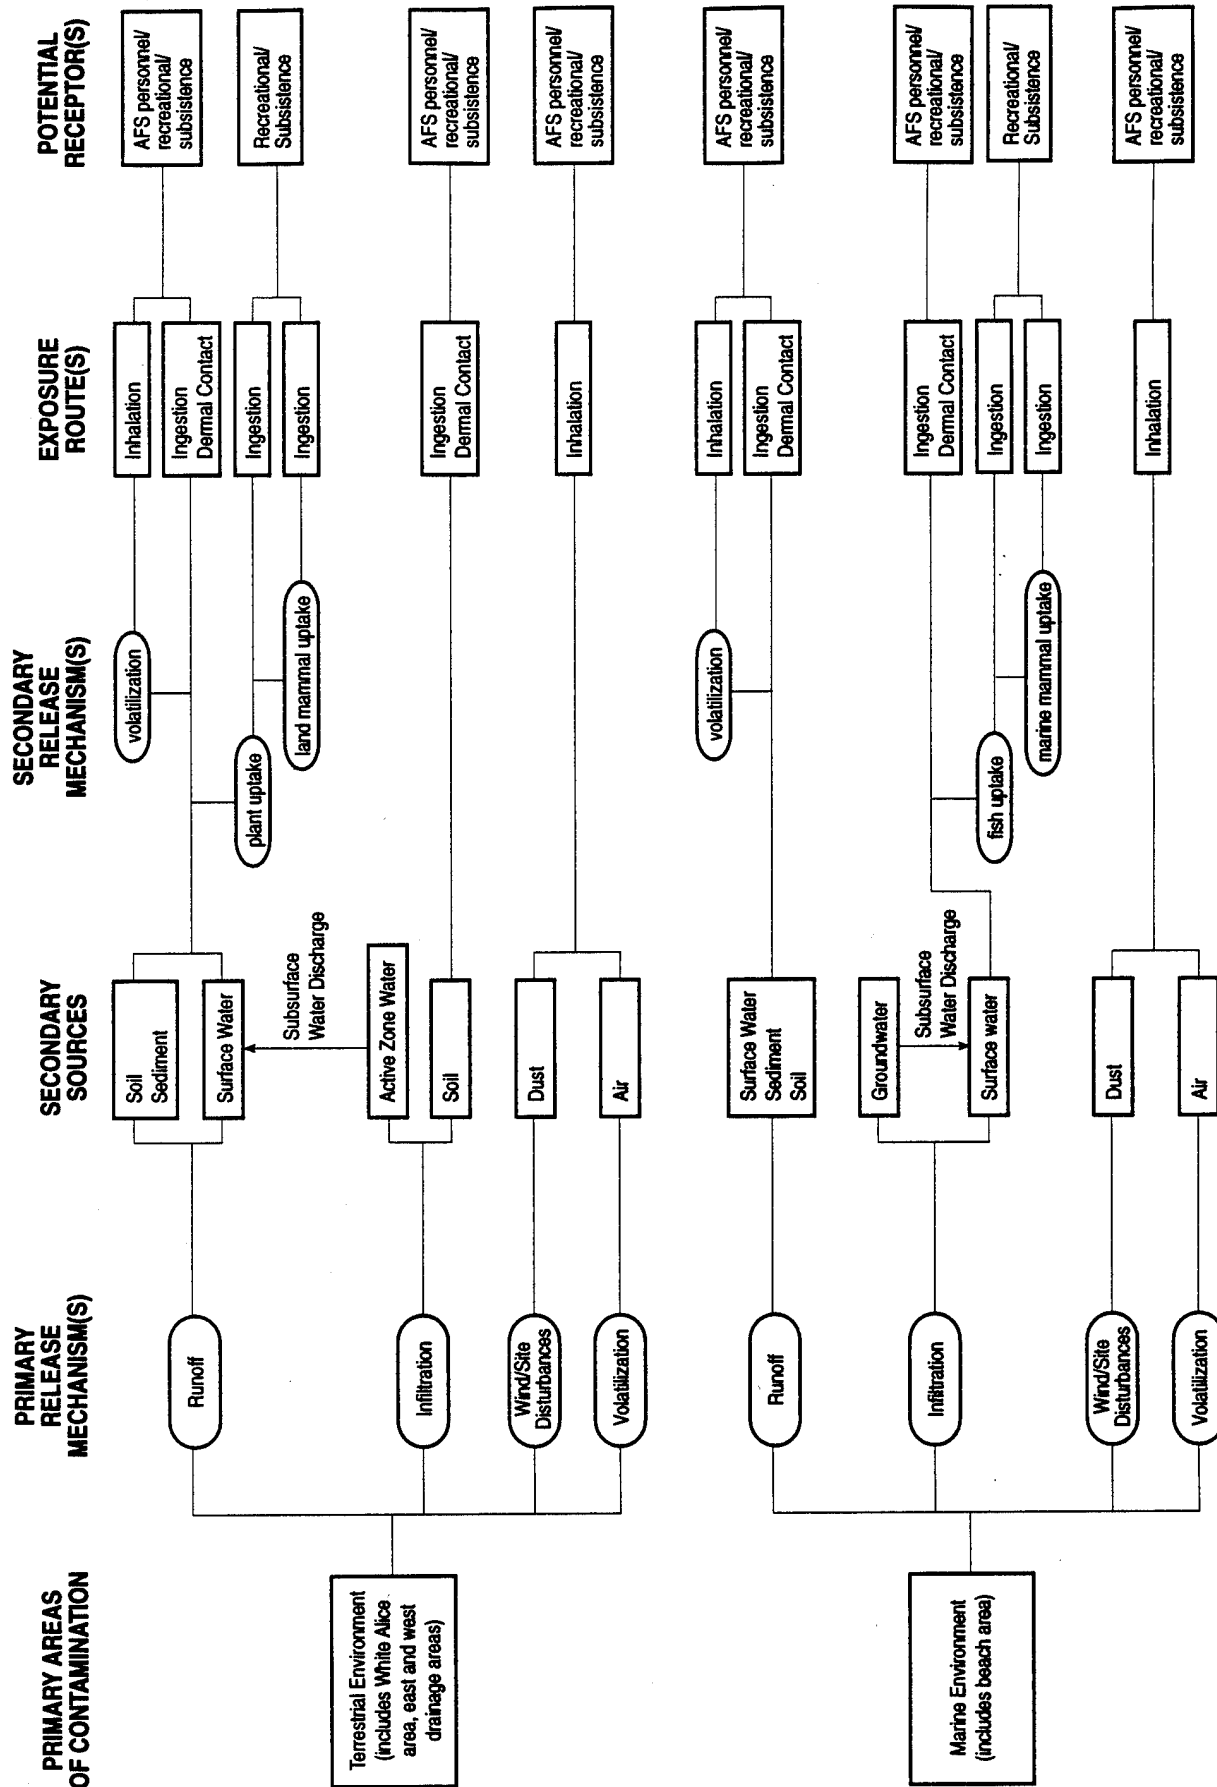 PRIMARY AREAS
OF CONTAMINATION
PRIMARY
RELEASE
MECHANISM(S)
SECONDARY
SOURCES
SECONDARY
RELEASE
MECHANISM(S)
EXPOSURE
ROUTE(S)
POTENTIAL
RECEPTOR(S)
Terrestrial Environment
(includes White Alice
area, east and west
drainage areas)
Runoff
Soil
Sediment
Surface Water
volatilization
plant uptake
land mammal uptake
Inhalation
Ingestion
Dermal Contact
Ingestion
Ingestion
AFS personnel/
recreational/
subsistence
Recreational/
Subsistence
Subsurface
Water Discharge
Infiltration
Active Zone Water
Soil
Ingestion
Dermal Contact
AFS personnel/
recreational/
subsistence
Wind/Site
Disturbances
Dust
Inhalation
AFS personnel/
recreational/
subsistence
Volatilization
Air
Marine Environment
(includes beach area)
Runoff
Surface Water
Sediment
Soil
volatilization
Inhalation
Ingestion
Dermal Contact
AFS personnel/
recreational/
subsistence
Infiltration
Groundwater
Subsurface
Water Discharge
Surface water
fish uptake
marine mammal uptake
Ingestion
Dermal Contact
Ingestion
Ingestion
AFS personnel/
recreational/
subsistence
Recreational/
Subsistence
Wind/Site
Disturbances
Dust
Inhalation
AFS personnel/
recreational/
subsistence
Volatilization
Air